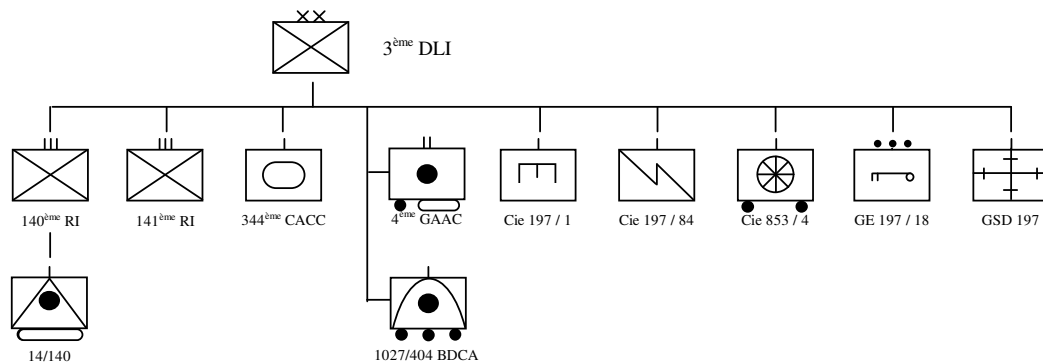 3ème DLI
140ème RI
141ème RI
344ème CACC
4ème GAAC
Cie 197 / 1
Cie 197 / 84
Cie 853 / 4
GE 197 / 18
GSD 197
14/140
1027/404 BDCA